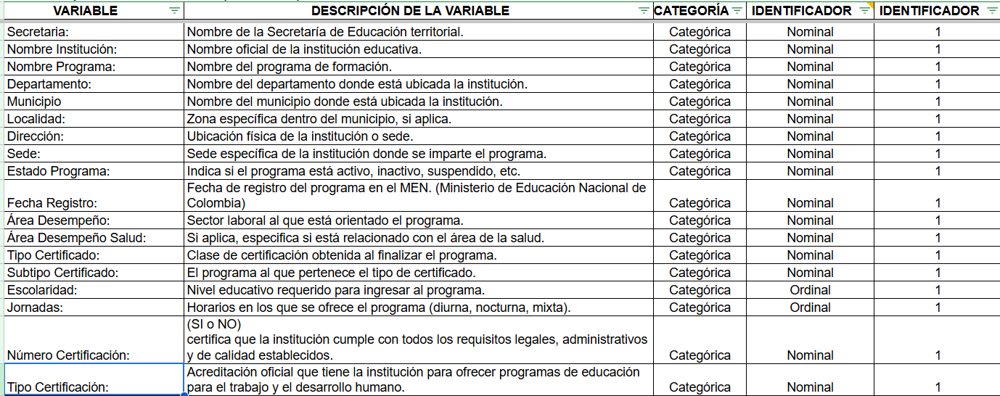 VARIABLE DESCRIPCIÓN DE LA VARIABLE CATEGORÍA IDENTIFICADOR IDENTIFICADOR
Secretaria: Nombre de la Secretaría de Educación territorial. Categórica Nominal 1
Nombre Institución: Nombre oficial de la institución educativa. Categórica Nominal 1
Nombre Programa: Nombre del programa de formación. Categórica Nominal 1
Departamento: Nombre del departamento donde está ubicada la institución. Categórica Nominal 1
Municipio Nombre del municipio donde está ubicada la institución. Categórica Nominal 1
Localidad: Zona específica dentro del municipio, si aplica. Categórica Nominal 1
Dirección: Ubicación física de la institución o sede. Categórica Nominal 1
Sede: Sede específica de la institución donde se imparte el programa. Categórica Nominal 1
Estado Programa: Indica si el programa está activo, inactivo, suspendido, etc. Categórica Nominal 1
Fecha de registro del programa en el MEN. (Ministerio de Educación Nacional de
Fecha Registro: Colombia) Categórica Nominal 1
Área Desempeño: Sector laboral al que está orientado el programa. Categórica Nominal 1
Área Desempeño Salud: Si aplica, especifica si está relacionado con el área de la salud. Categórica Nominal 1
Tipo Certificado: Clase de certificación obtenida al finalizar el programa. Categórica Nominal 1
Subtipo Certificado: El programa al que pertenece el tipo de certificado. Categórica Nominal 1
Escolaridad: Nivel educativo requerido para ingresar al programa. Categórica Ordinal 1
Jornadas: Horarios en los que se ofrece el programa (diurna, nocturna, mixta). Categórica Ordinal 1
(SI o NO)
certifica que la institución cumple con todos los requisitos legales, administrativos
Número Certificación: y de calidad establecidos. Categórica Nominal 1
Acreditación oficial que tiene la institución para ofrecer programas de educación
Tipo Certificación: para el trabajo y el desarrollo humano. Categórica Nominal 1